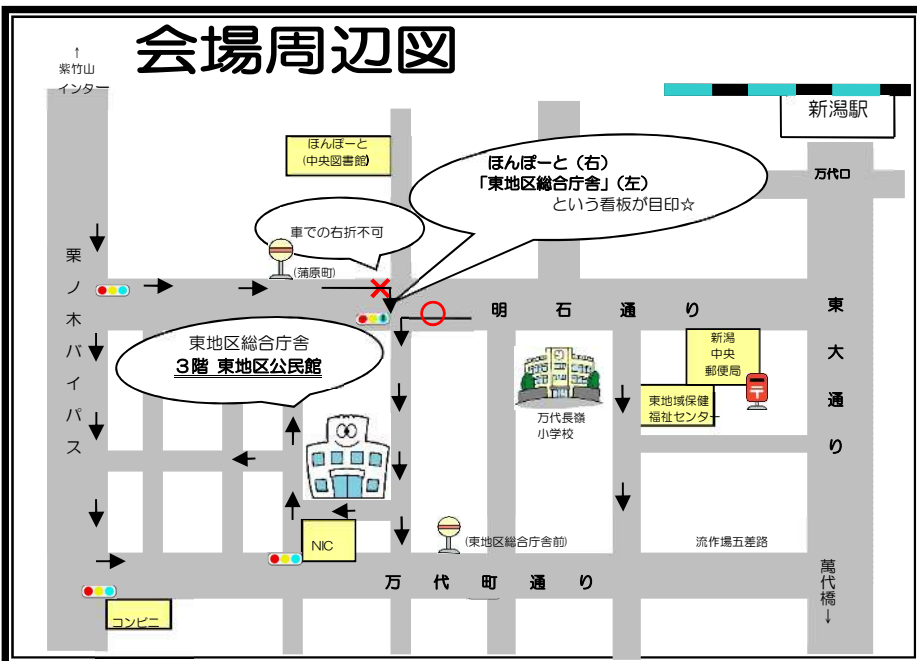 会場周辺図
↑
紫竹山
インター
新潟駅
ほんぽーと
(中央図書館)
ほんぽーと（右）
「東地区総合庁舎」（左）
という看板が目印☆
万代口
車での右折不可
(蒲原町)
栗ノ木バイパス
明石通り
東大通り
東地区総合庁舎
３階 東地区公民館
新潟
中央
郵便局
東地域保健
福祉センター
万代長嶺
小学校
NIC
(東地区総合庁舎前)
流作場五差路
万代町通り
萬代橋→
コンビニ